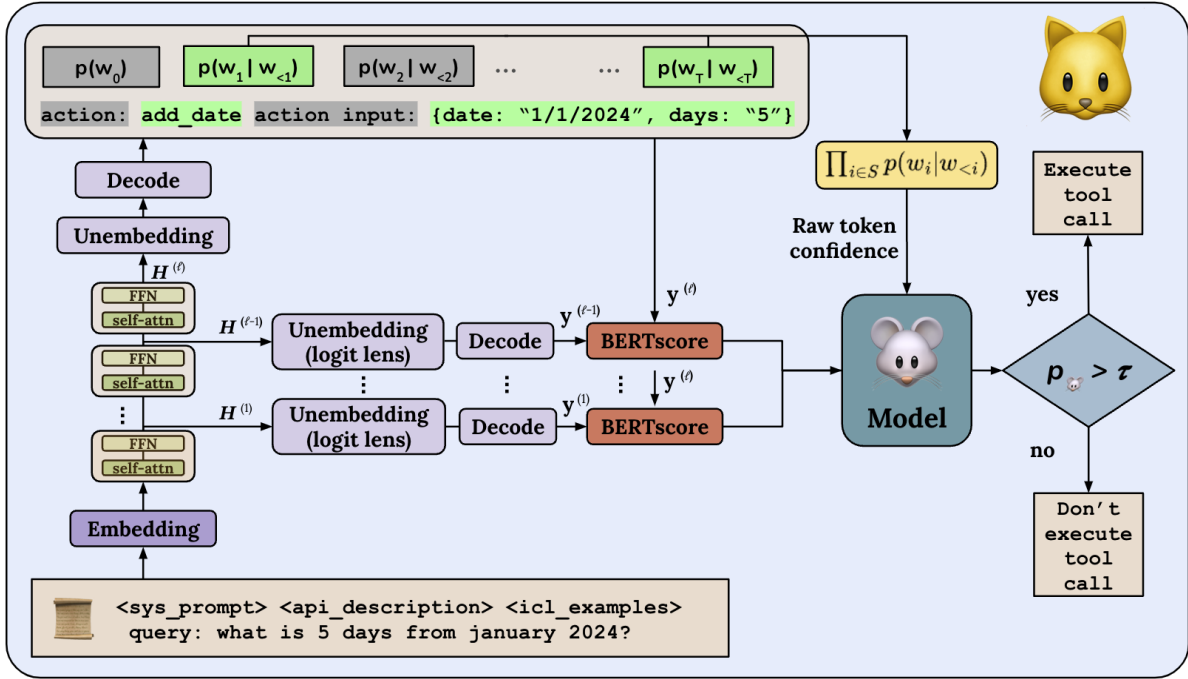 p(w₀) p(w₁ | w<₁) p(w₂ | w<₂) ... ... p(w_T | w<T)
action: add_date action input: {date: “1/1/2024”, days: “5”}
∏_{i∈S} p(w_i|w_{<i})
Raw token
confidence
Decode
Unembedding
H^(ℓ)
FFN
self-attn
FFN
self-attn
⋮
FFN
self-attn
Embedding
H^(ℓ-1)
Unembedding
(logit lens)
Decode
y^(ℓ-1)
y^(ℓ)
BERTscore
⋮ ⋮ ⋮
y^(ℓ)
H^(1)
Unembedding
(logit lens)
Decode
y^(1)
BERTscore
Model
p > τ
yes
Execute
tool
call
no
Don’t
execute
tool
call
<sys_prompt> <api_description> <icl_examples>
query: what is 5 days from january 2024?